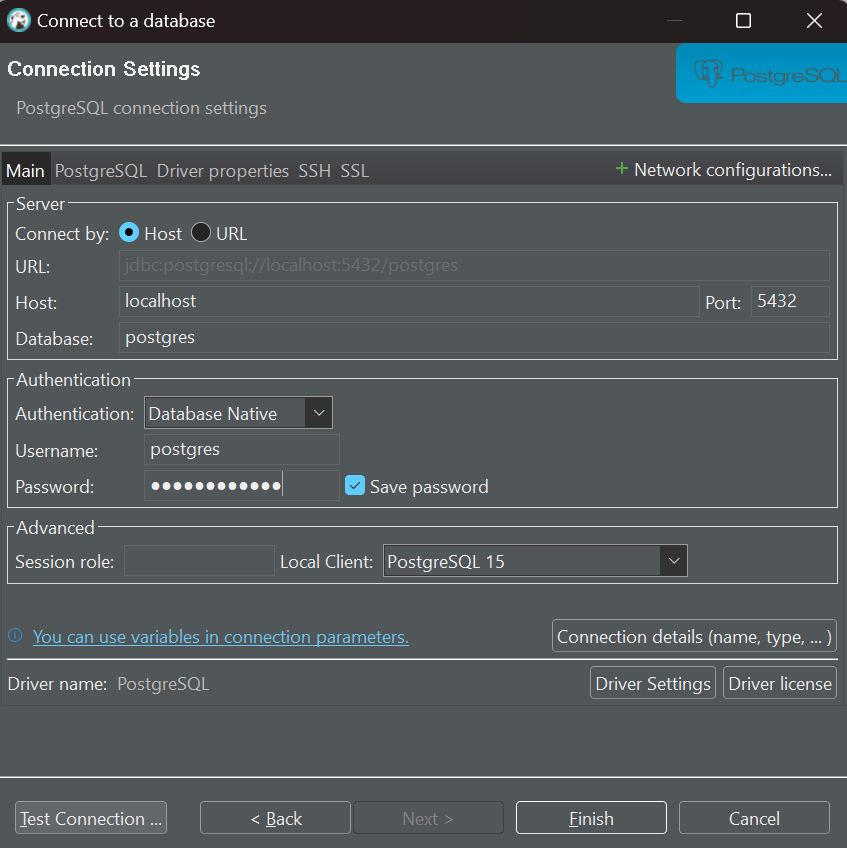 Connect to a database
Connection Settings
PostgreSQL connection settings
PostgreSQL
Main PostgreSQL Driver properties SSH SSL + Network configurations...
Server
Connect by: Host URL
URL: jdbc:postgresql://localhost:5432/postgres
Host: localhost Port: 5432
Database: postgres
Authentication
Authentication: Database Native
Username: postgres
Password: ●●●●●●●●●●●● Save password
Advanced
Session role: Local Client: PostgreSQL 15
You can use variables in connection parameters. Connection details (name, type, ... )
Driver name: PostgreSQL Driver Settings Driver license
Test Connection ... < Back Next > Finish Cancel